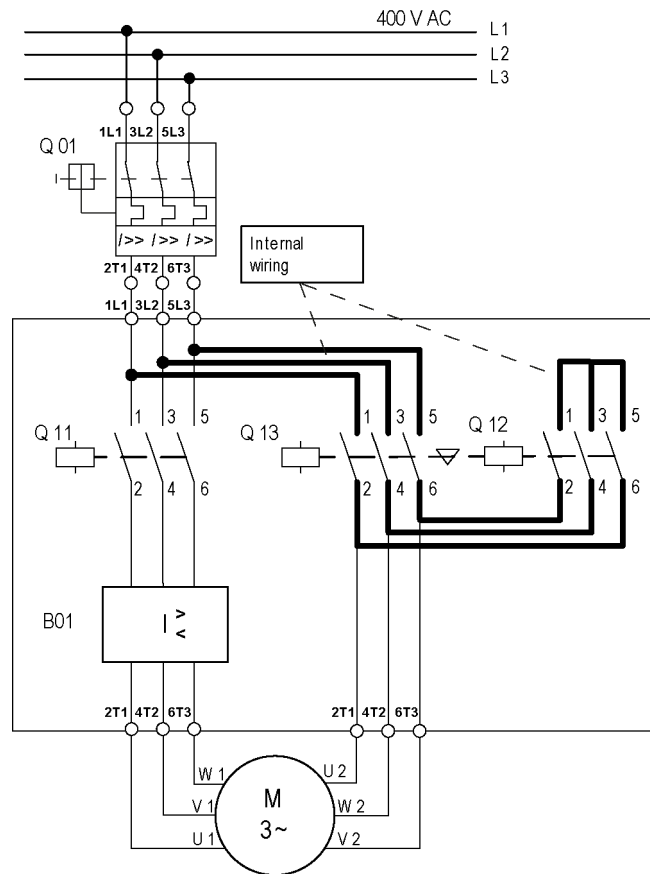 400 V AC
L1
L2
L3
1L1 3L2 5L3
Q 01
I>> I>> I>>
2T1 4T2 6T3
1L1 3L2 5L3
Internal
wiring
1 3 5
Q 11
2 4 6
1 3 5
Q 13
2 4 6
1 3 5
Q 12
2 4 6
B01
I > <
2T1 4T2 6T3
2T1 4T2 6T3
W 1
V 1
U 1
M
3~
U 2
W 2
V 2